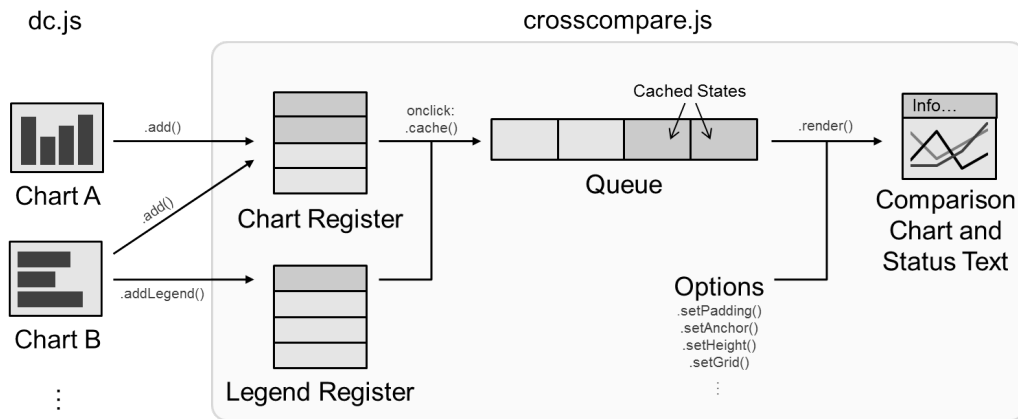 dc.js
crosscompare.js
Chart A
.add()
.add()
Chart B
.addLegend()
⋮
Chart Register
Legend Register
onclick:
.cache()
Cached States
Queue
Options
.setPadding()
.setAnchor()
.setHeight()
.setGrid()
⋮
.render()
Info…
Comparison
Chart and
Status Text